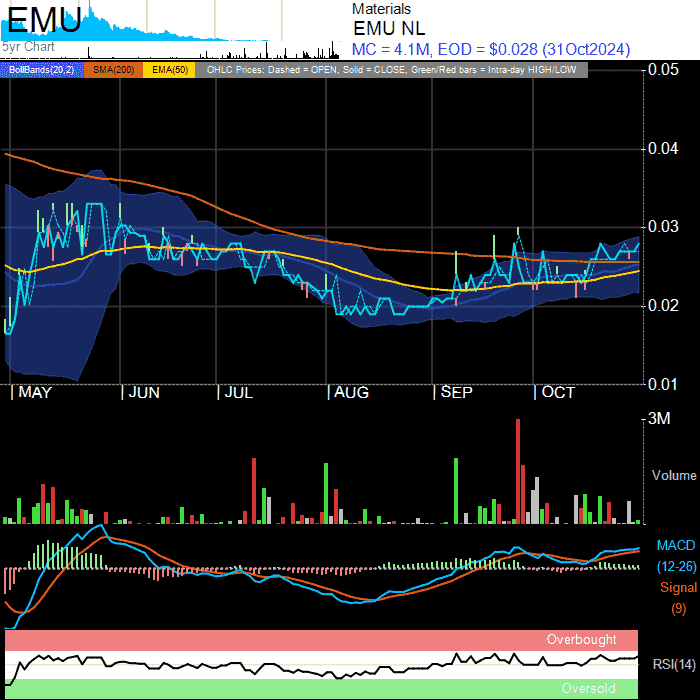 EMU
Materials
EMU NL
MC = 4.1M, EOD = $0.028 (31Oct2024)
5yr Chart
BollBands(20,2) SMA(200) EMA(50) OHLC Prices: Dashed = OPEN, Solid = CLOSE, Green/Red bars = Intra-day HIGH/LOW
0.05
0.04
0.03
0.02
0.01
MAY JUN JUL AUG SEP OCT
3M
Volume
MACD
(12-26)
Signal
(9)
Overbought
RSI(14)
Oversold